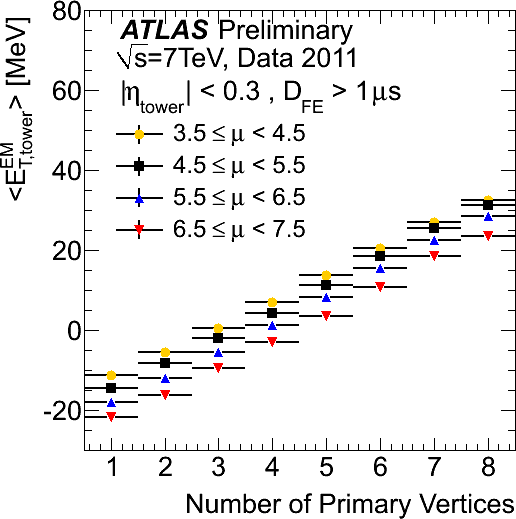 ATLAS Preliminary
√s=7TeV, Data 2011
|η_tower| < 0.3 , D_FE > 1μs
3.5 ≤ μ < 4.5
4.5 ≤ μ < 5.5
5.5 ≤ μ < 6.5
6.5 ≤ μ < 7.5
<E^EM_T,tower> [MeV]
80
60
40
20
0
-20
1 2 3 4 5 6 7 8
Number of Primary Vertices